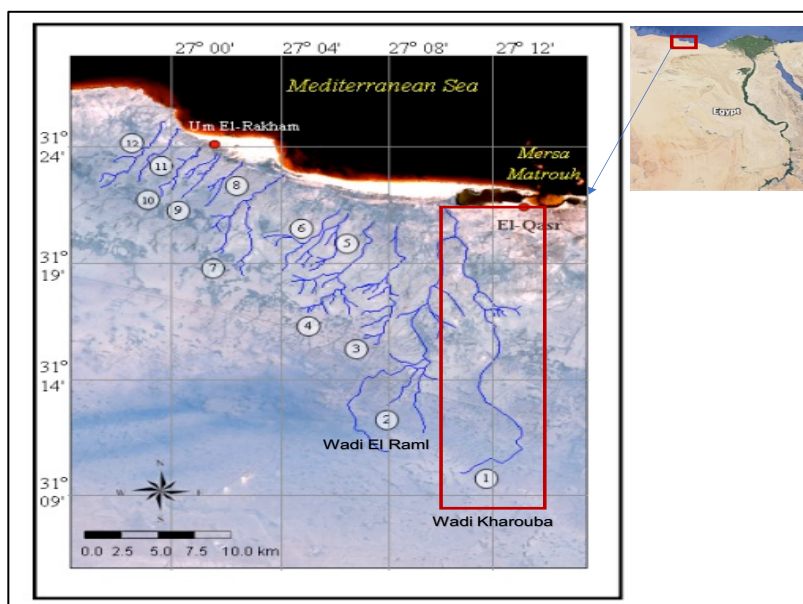 27° 00' 27° 04' 27° 08' 27° 12'
Mediterranean Sea
Um El-Rakham
31°
24'
12
11
Mersa
Matrouh
8
10
9
El-Qasr
6
5
31°
19'
7
4
3
31°
14'
2
Wadi El Raml
1
31°
09'
N
W E
S
Wadi Kharouba
0.0 2.5 5.0 7.5 10.0 km
Egypt